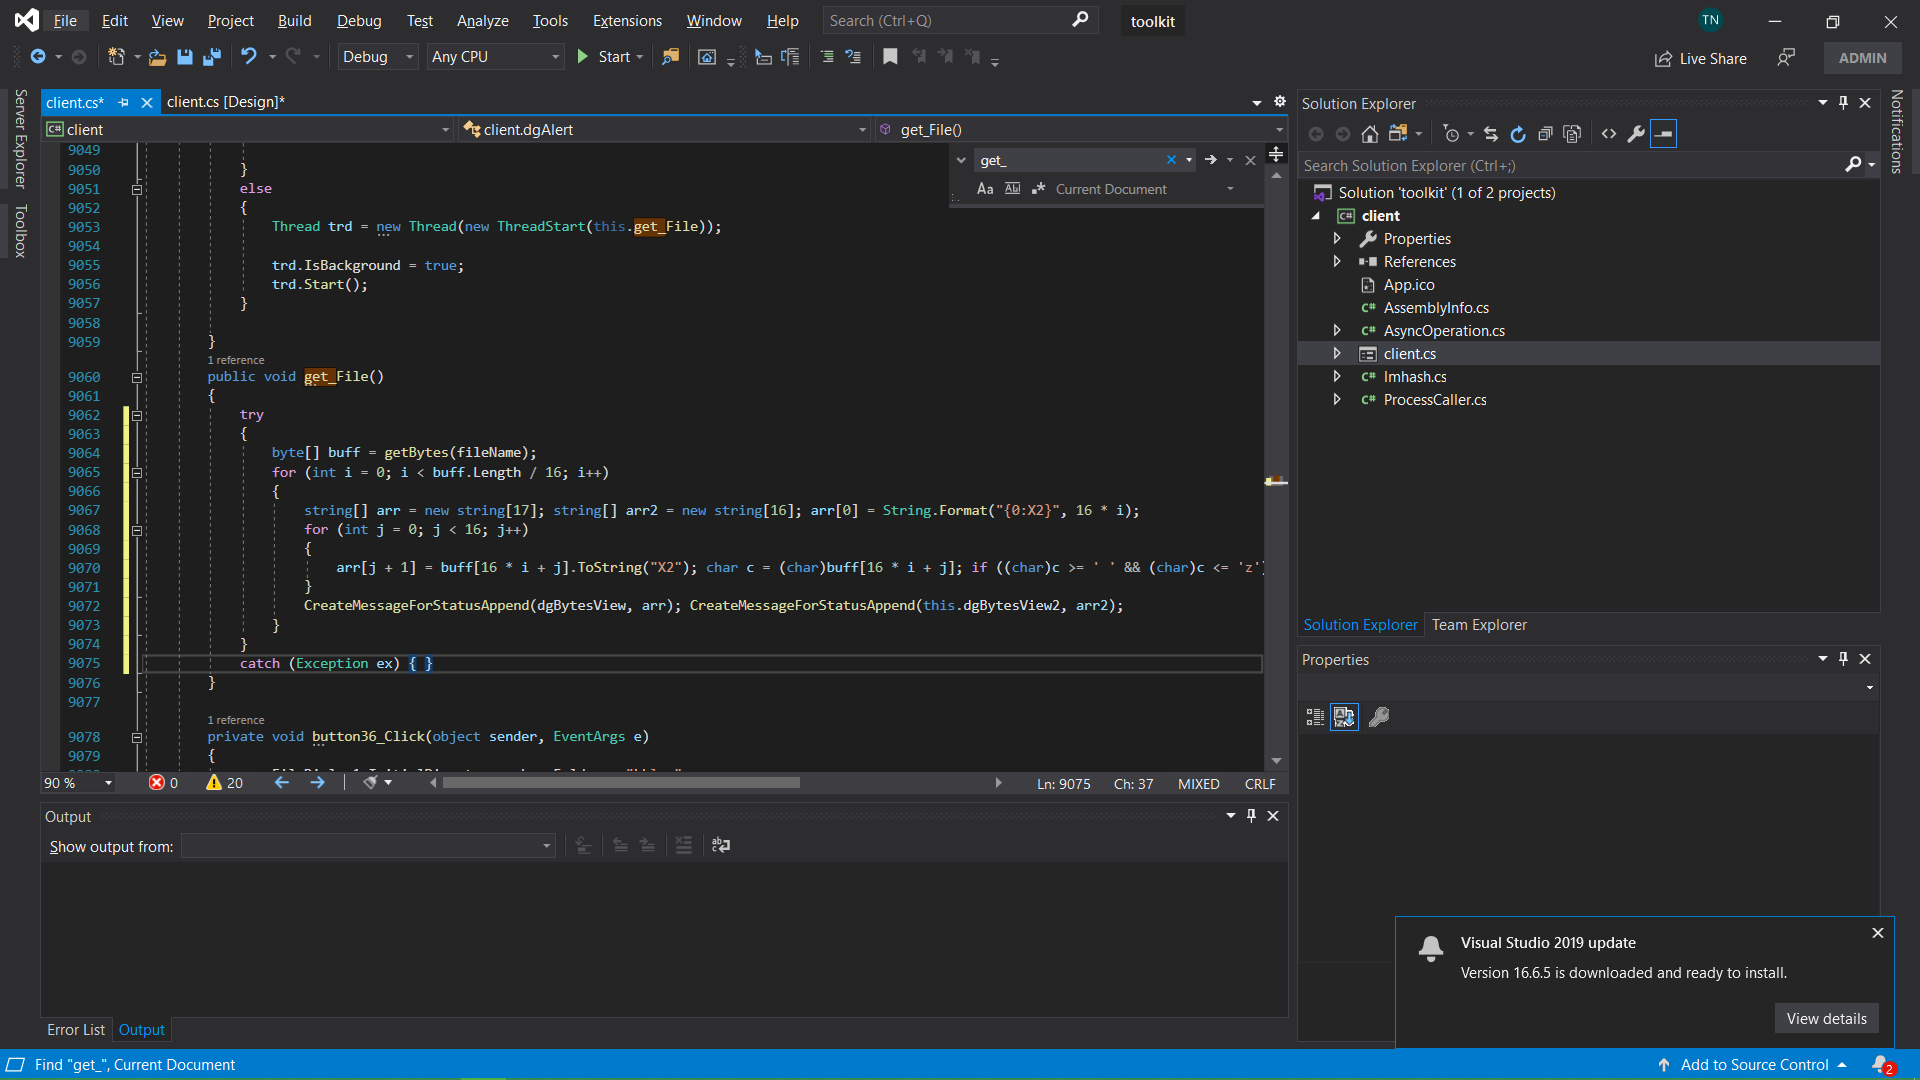 File Edit View Project Build Debug Test Analyze Tools Extensions Window Help Search (Ctrl+Q) toolkit TN
Debug Any CPU Start Live Share ADMIN
Server Explorer
Toolbox
client.cs* client.cs [Design]*
client client.dgAlert get_File()
get_
Aa Current Document
9049
9050 }
9051 else
9052 {
9053 Thread trd = new Thread(new ThreadStart(this.get_File));
9054
9055 trd.IsBackground = true;
9056 trd.Start();
9057 }
9058
9059 }
1 reference
9060 public void get_File()
9061 {
9062 try
9063 {
9064 byte[] buff = getBytes(fileName);
9065 for (int i = 0; i < buff.Length / 16; i++)
9066 {
9067 string[] arr = new string[17]; string[] arr2 = new string[16]; arr[0] = String.Format("{0:X2}", 16 * i);
9068 for (int j = 0; j < 16; j++)
9069 {
9070 arr[j + 1] = buff[16 * i + j].ToString("X2"); char c = (char)buff[16 * i + j]; if ((char)c >= ' ' && (char)c <= 'z')
9071 }
9072 CreateMessageForStatusAppend(dgBytesView, arr); CreateMessageForStatusAppend(this.dgBytesView2, arr2);
9073 }
9074 }
9075 catch (Exception ex) { }
9076 }
9077
1 reference
9078 private void button36_Click(object sender, EventArgs e)
9079 {
90 % 0 20 Ln: 9075 Ch: 37 MIXED CRLF
Output
Show output from:
Error List Output
Solution Explorer
Search Solution Explorer (Ctrl+;)
Solution 'toolkit' (1 of 2 projects)
C# client
Properties
References
App.ico
C# AssemblyInfo.cs
C# AsyncOperation.cs
client.cs
C# Imhash.cs
C# ProcessCaller.cs
Solution Explorer Team Explorer
Properties
Notifications
Visual Studio 2019 update
Version 16.6.5 is downloaded and ready to install.
View details
Find "get_", Current Document Add to Source Control 2